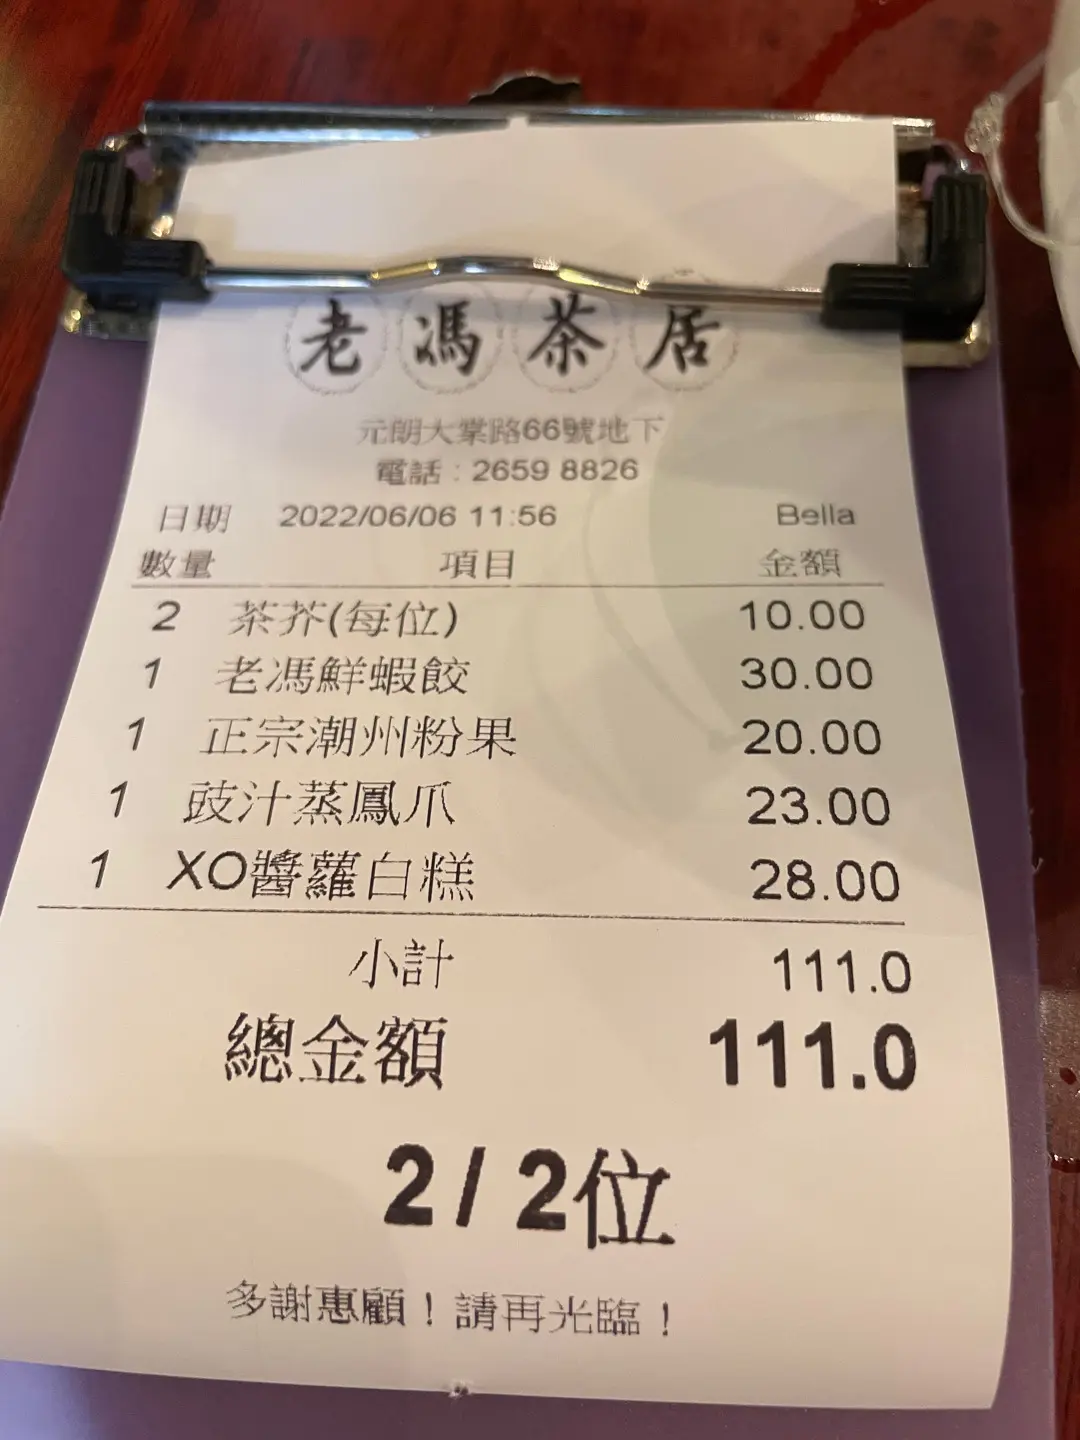 老馮茶居
元朗大棠路66號地下
電話：2659 8826
日期 2022/06/06 11:56 Bella
數量 項目 金額
2 茶芥(每位) 10.00
1 老馮鮮蝦餃 30.00
1 正宗潮州粉果 20.00
1 豉汁蒸鳳爪 23.00
1 XO醬蘿白糕 28.00
小計 111.0
總金額 111.0
2 / 2位
多謝惠顧！請再光臨！